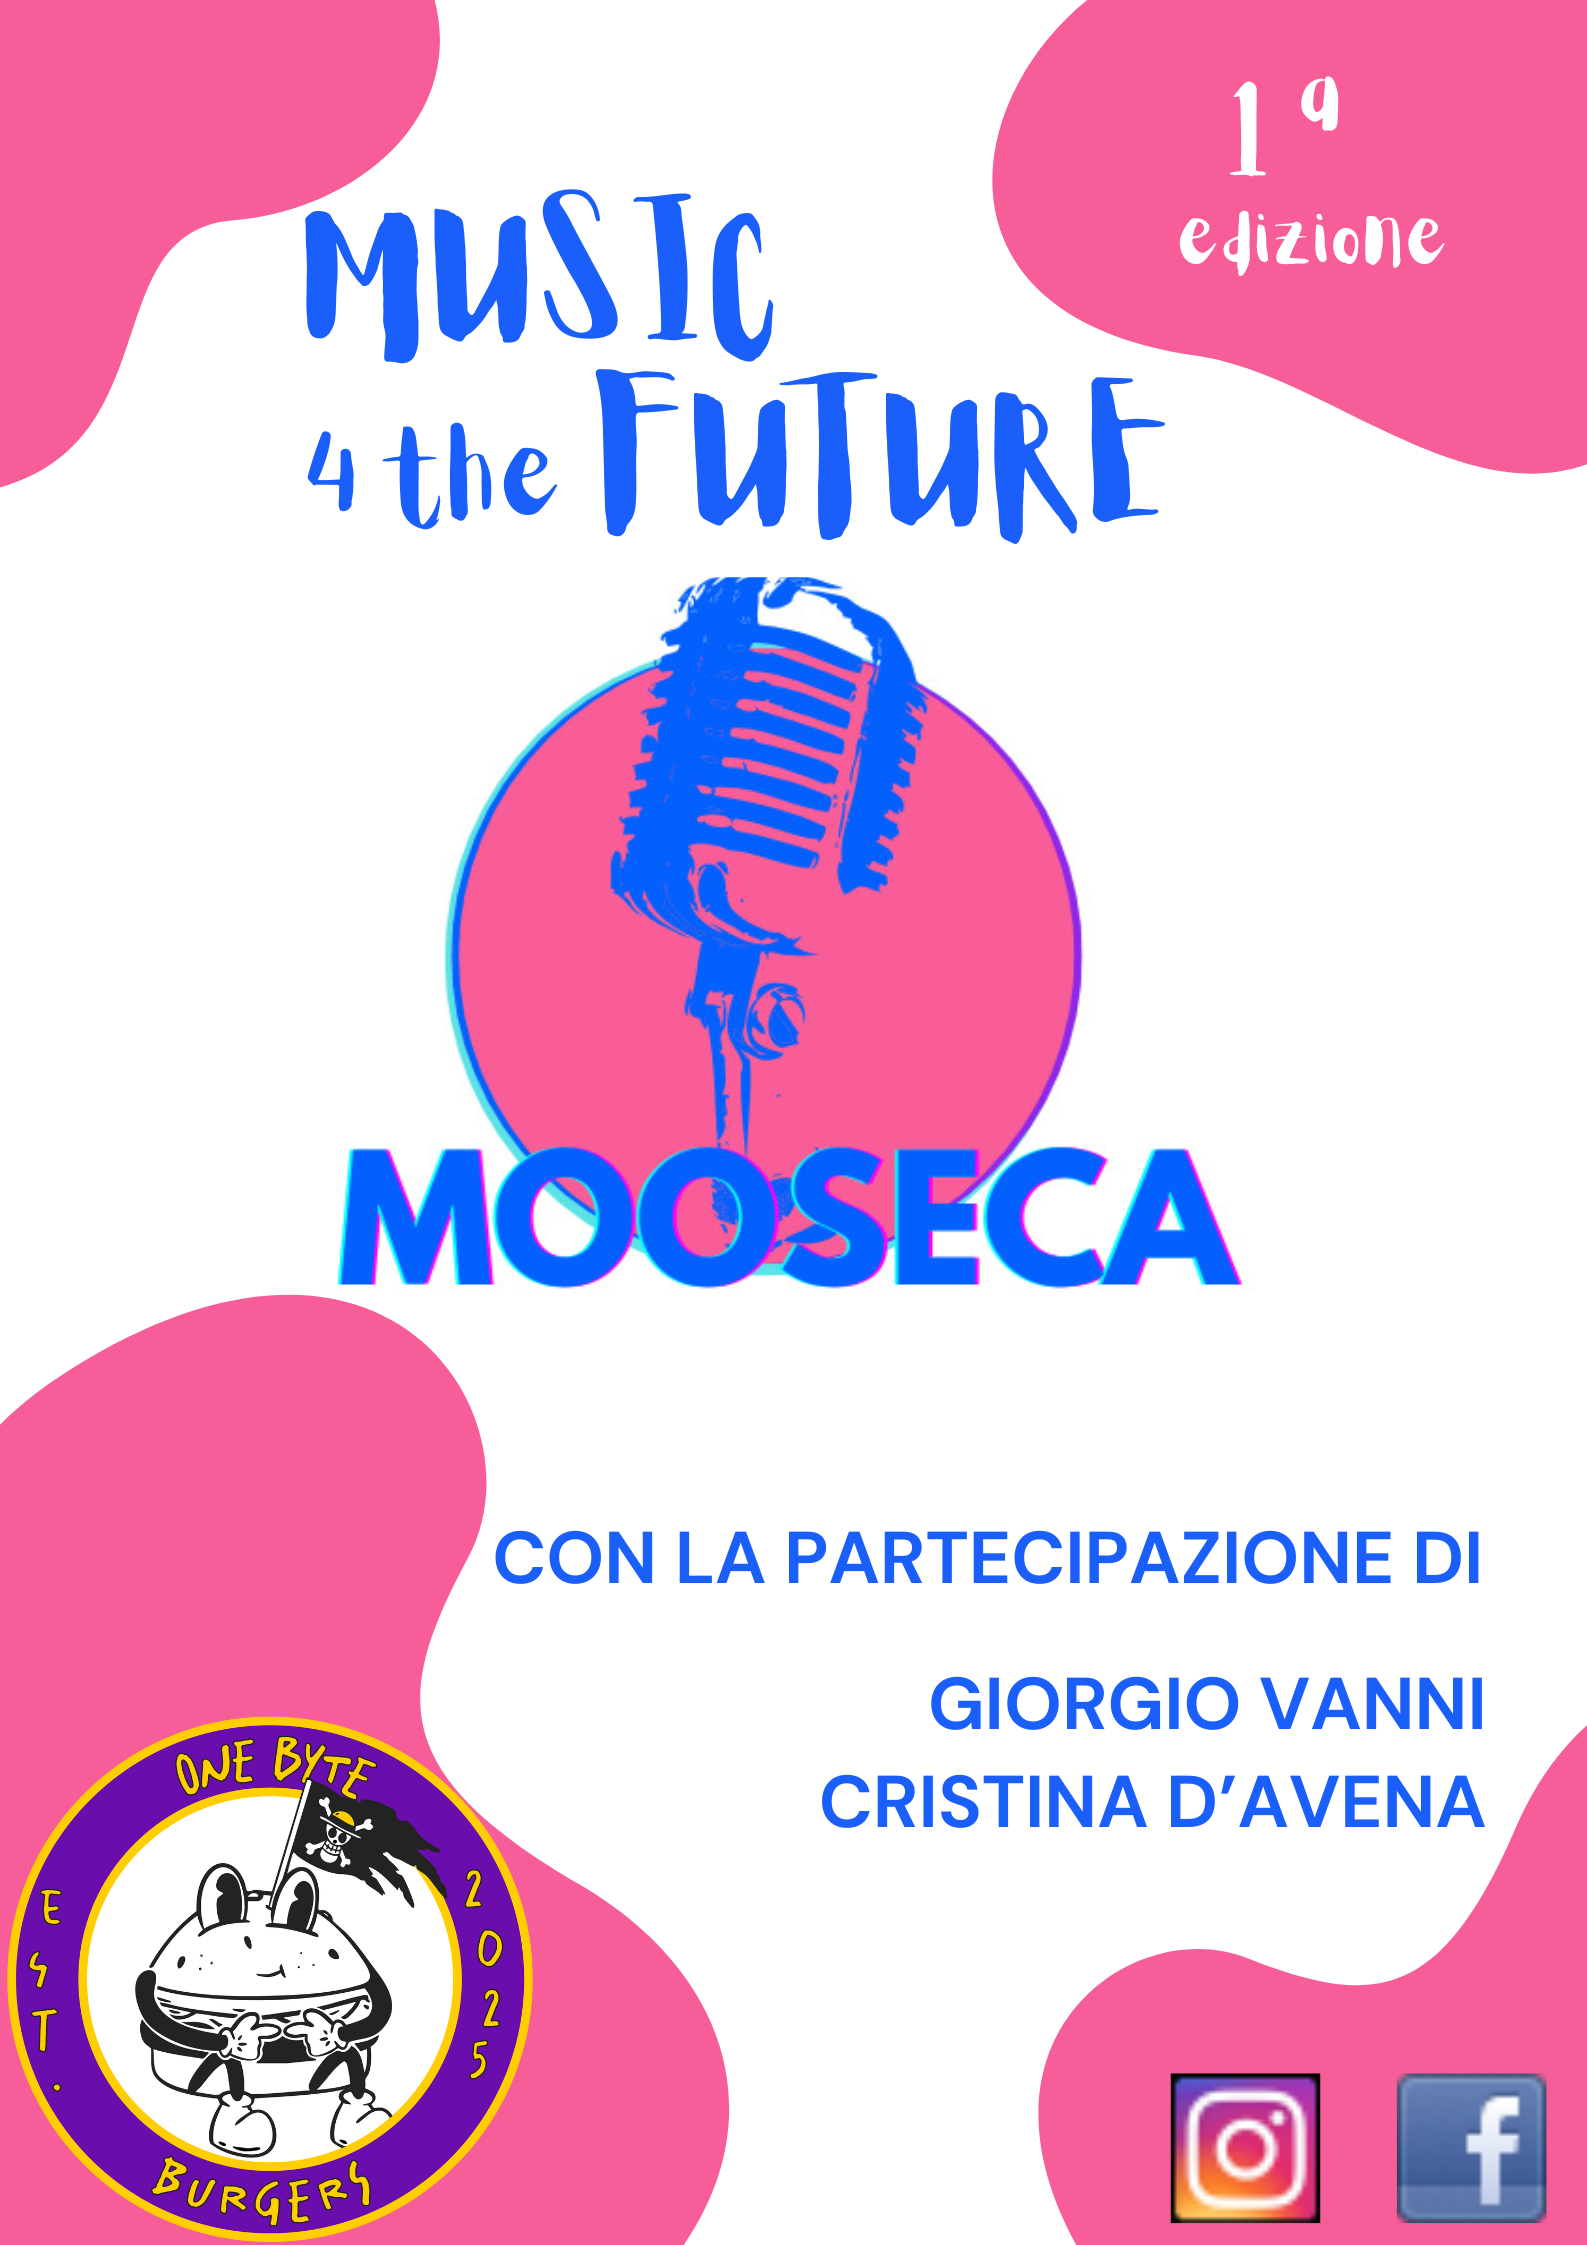 1ª
edizione
MUSIC
4 the FUTURE
MOOSECA
CON LA PARTECIPAZIONE DI
GIORGIO VANNI
CRISTINA D’AVENA
ONE BYTE
EST.
2025
BURGERS